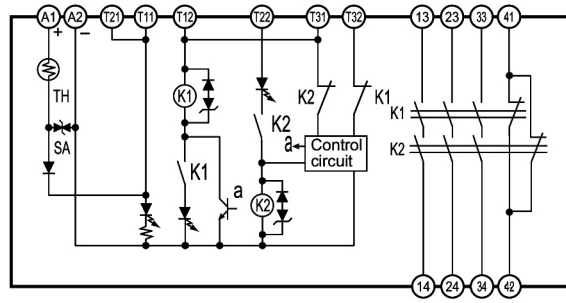 A1 A2 T21 T11 T12 T22 T31 T32 13 23 33 41
+ −
TH
K1
K2 K1
K1
SA
K2
a
Control
circuit
K2
K1
a
K2
14 24 34 42